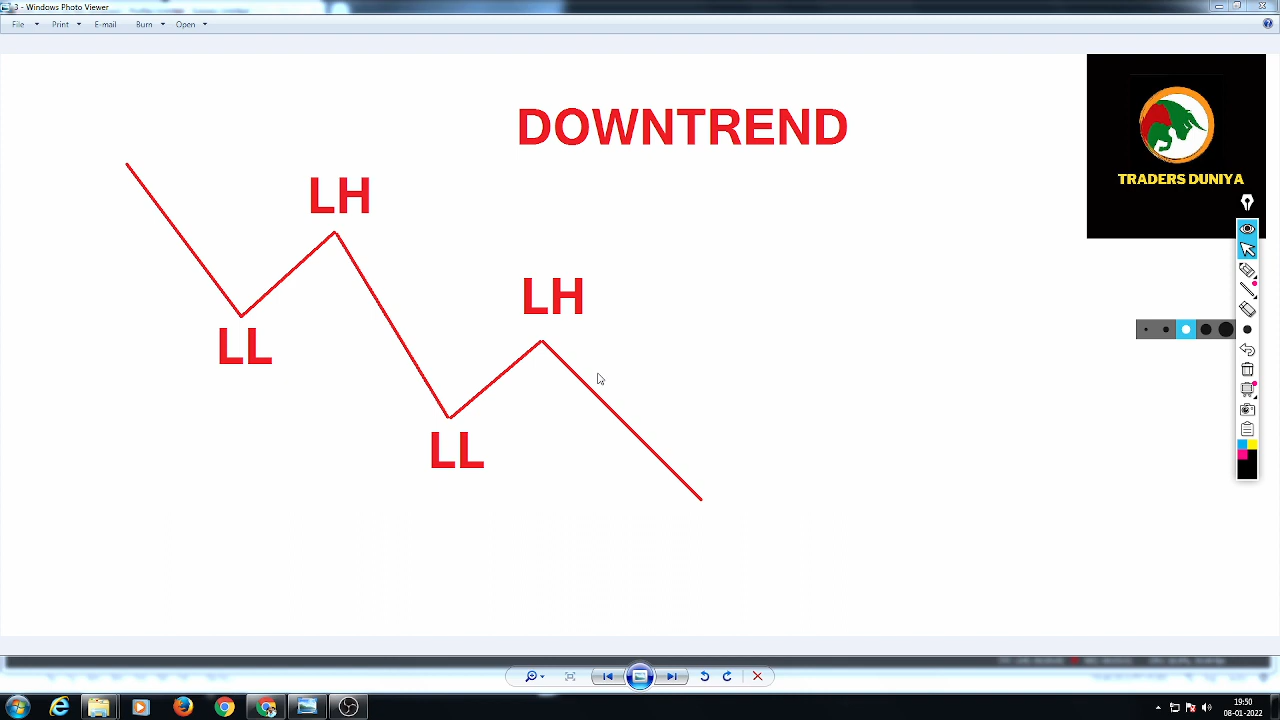 3 - Windows Photo Viewer
File Print E-mail Burn Open
DOWNTREND
TRADERS DUNIYA
LH
LH
LL
LL
19:50
08-01-2022